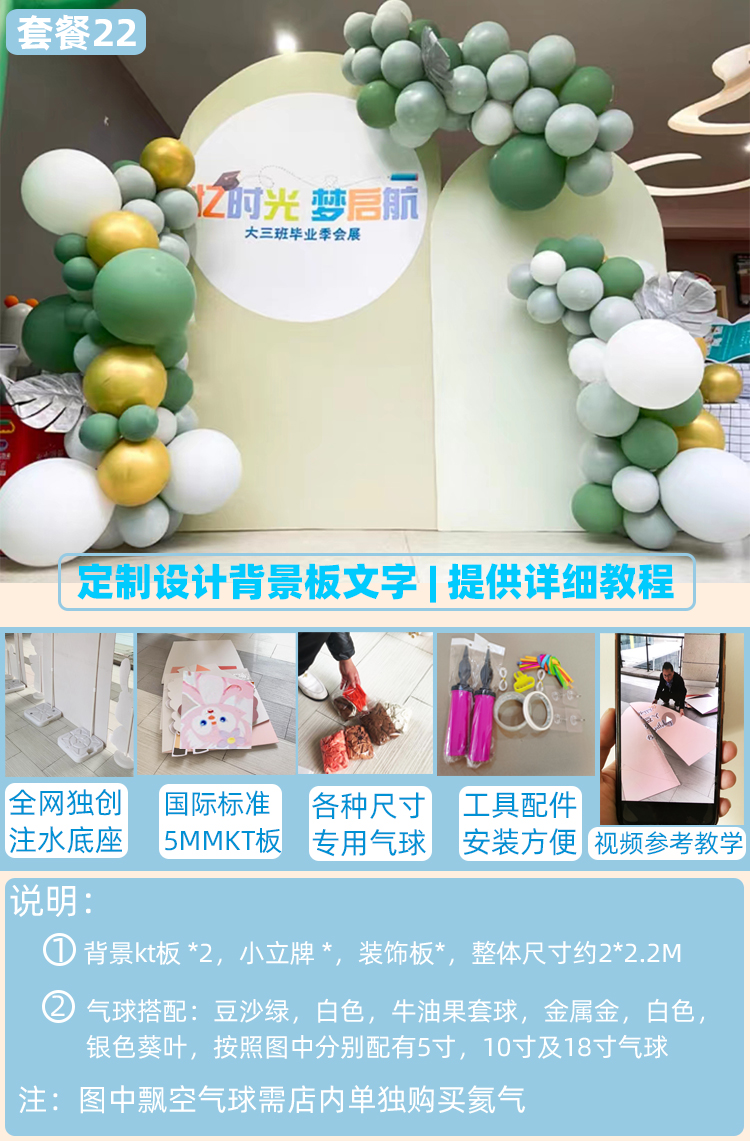 套餐22
忆时光 梦启航
大三班毕业季会展
定制设计背景板文字 | 提供详细教程
全网独创
注水底座
国际标准
5MMKT板
各种尺寸
专用气球
工具配件
安装方便
视频参考教学
说明：
① 背景kt板 *2，小立牌 *，装饰板*，整体尺寸约2*2.2M
② 气球搭配：豆沙绿，白色，牛油果套球，金属金，白色，
银色葵叶，按照图中分别配有5寸，10寸及18寸气球
注：图中飘空气球需店内单独购买氦气